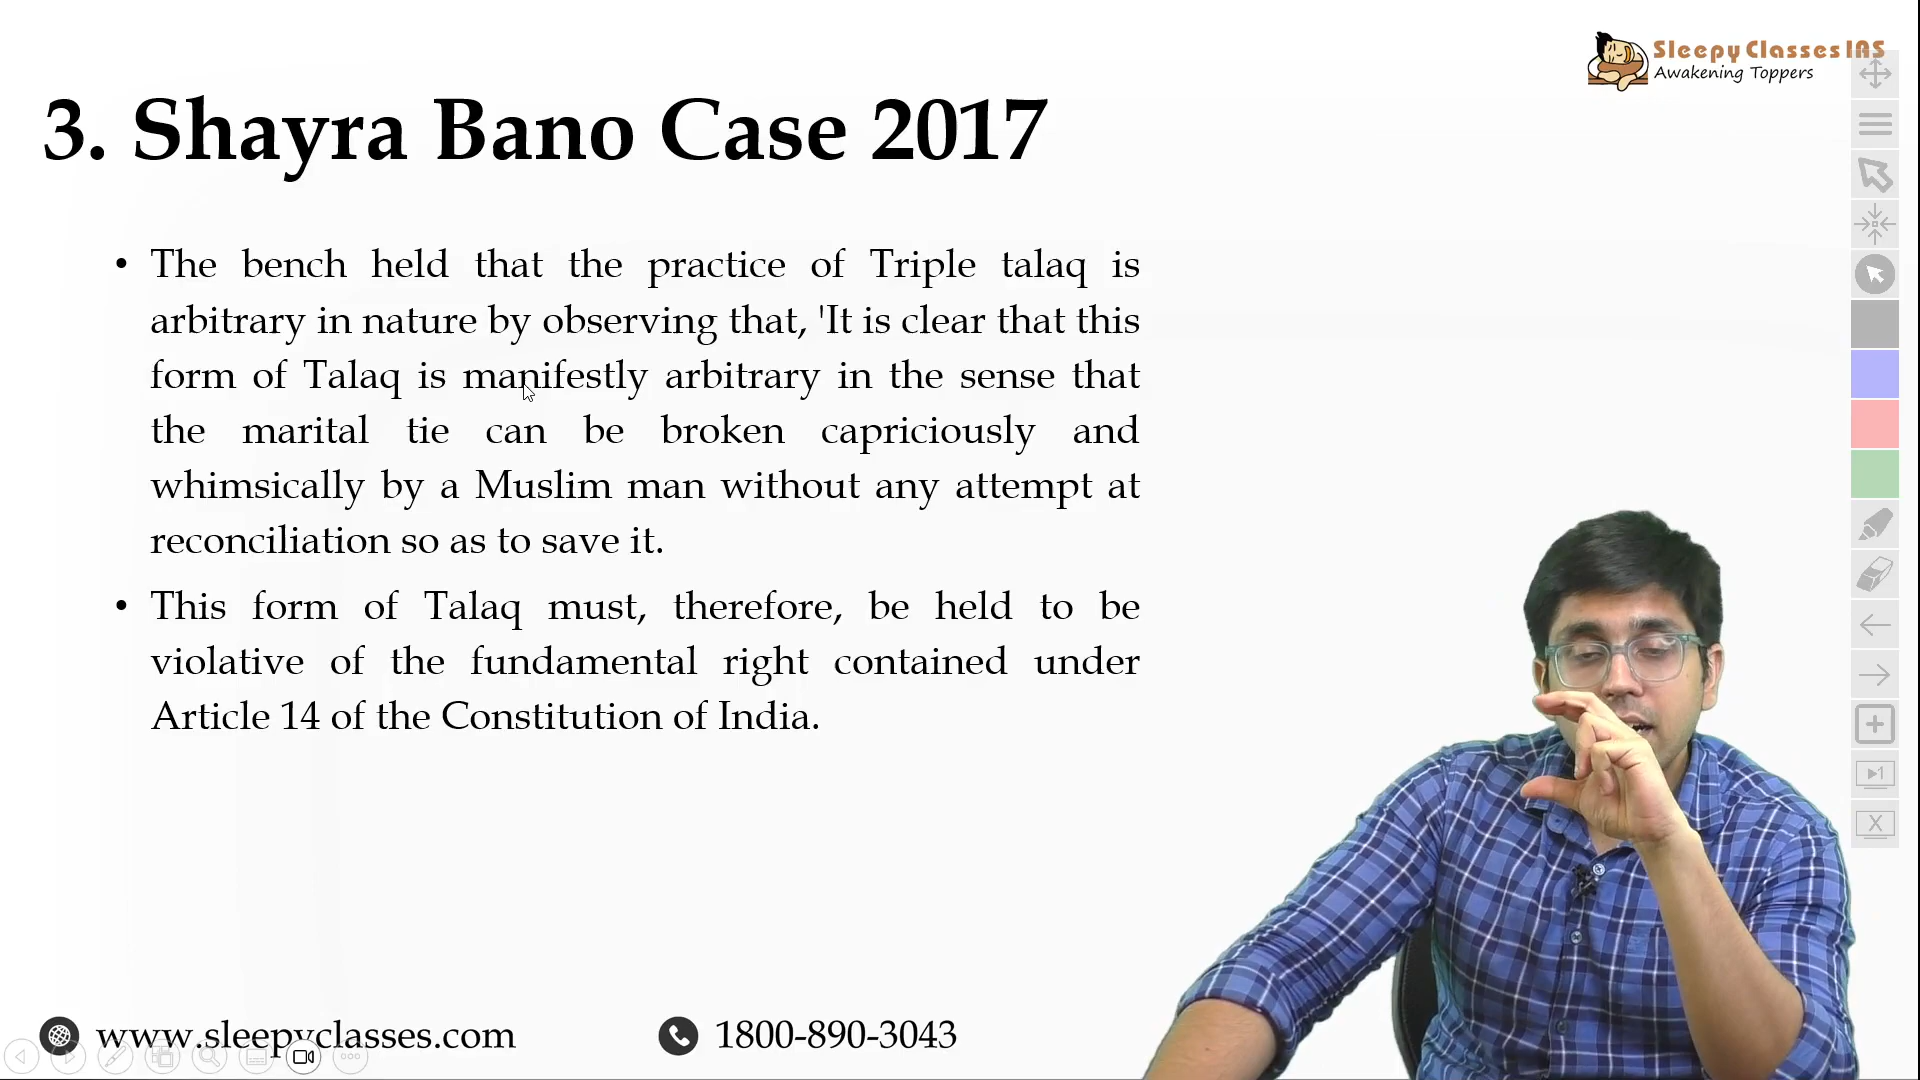 Sleepy Classes IAS
Awakening Toppers
3. Shayra Bano Case 2017
• The bench held that the practice of Triple talaq is
arbitrary in nature by observing that, 'It is clear that this
form of Talaq is manifestly arbitrary in the sense that
the marital tie can be broken capriciously and
whimsically by a Muslim man without any attempt at
reconciliation so as to save it.
• This form of Talaq must, therefore, be held to be
violative of the fundamental right contained under
Article 14 of the Constitution of India.
www.sleepyclasses.com
1800-890-3043
1
X